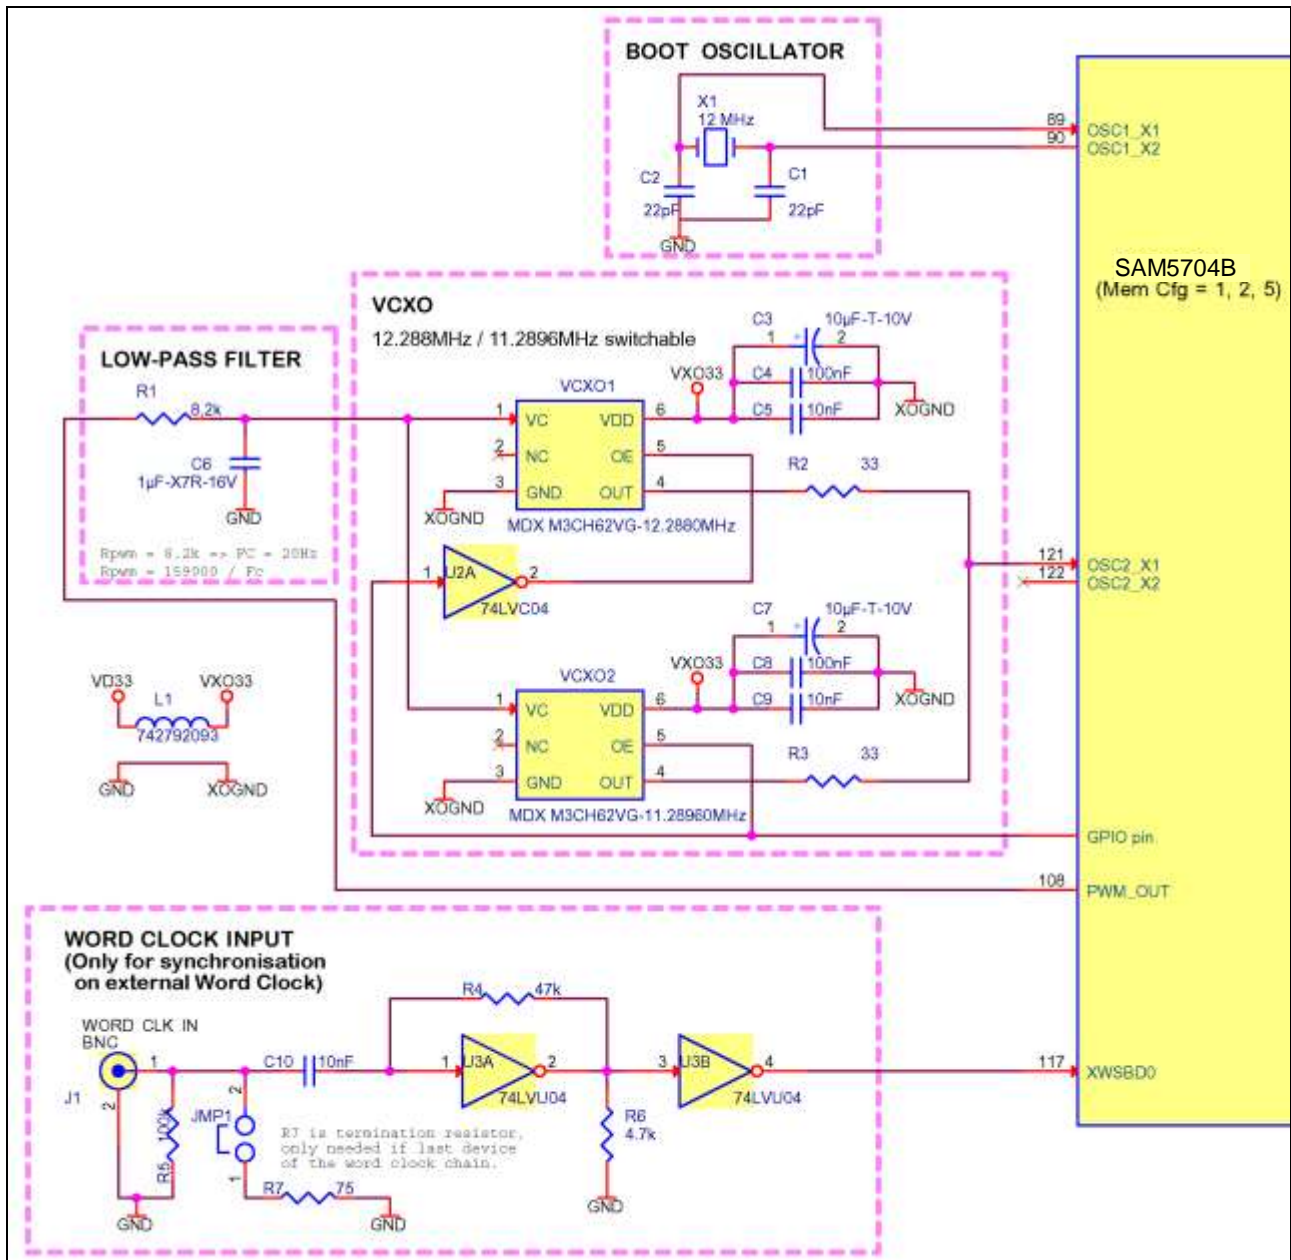 BOOT OSCILLATOR
X1
12 MHz
C2
22pF
C1
22pF
GND
89
OSC1_X1
90
OSC1_X2
SAM5704B
(Mem Cfg = 1, 2, 5)
VCXO
12.288MHz / 11.2896MHz switchable
LOW-PASS FILTER
R1
8,2k
C6
1µF-X7R-16V
GND
Rpwm = 8.2k => FC = 20Hz
Rpwm = 159000 / Fc
VCXO1
1 VC VDD 6
2 NC OE 5
3 GND OUT 4
XOGND
MDX M3CH62VG-12.2880MHz
VXO33
C3 10µF-T-10V
1 2
C4 100nF
C5 10nF
XOGND
R2 33
1 U2A 2
74LVC04
121
OSC2_X1
122
OSC2_X2
VCXO2
1 VC VDD 6
2 NC OE 5
3 GND OUT 4
XOGND
MDX M3CH62VG-11.28960MHz
VXO33
C7 10µF-T-10V
1 2
C8 100nF
C9 10nF
XOGND
R3 33
VD33 VXO33
L1
742792093
GND XOGND
GPIO pin
108
PWM_OUT
WORD CLOCK INPUT
(Only for synchronisation
on external Word Clock)
WORD CLK IN
BNC
J1
1
2
R5
100k
GND
JMP1
2
1
R7 is termination resistor,
only needed if last device
of the word clock chain.
R7 75
GND
C10 10nF
R4 47k
1 U3A 2
74LVU04
R6
4.7k
GND
3 U3B 4
74LVU04
117
XWSBD0